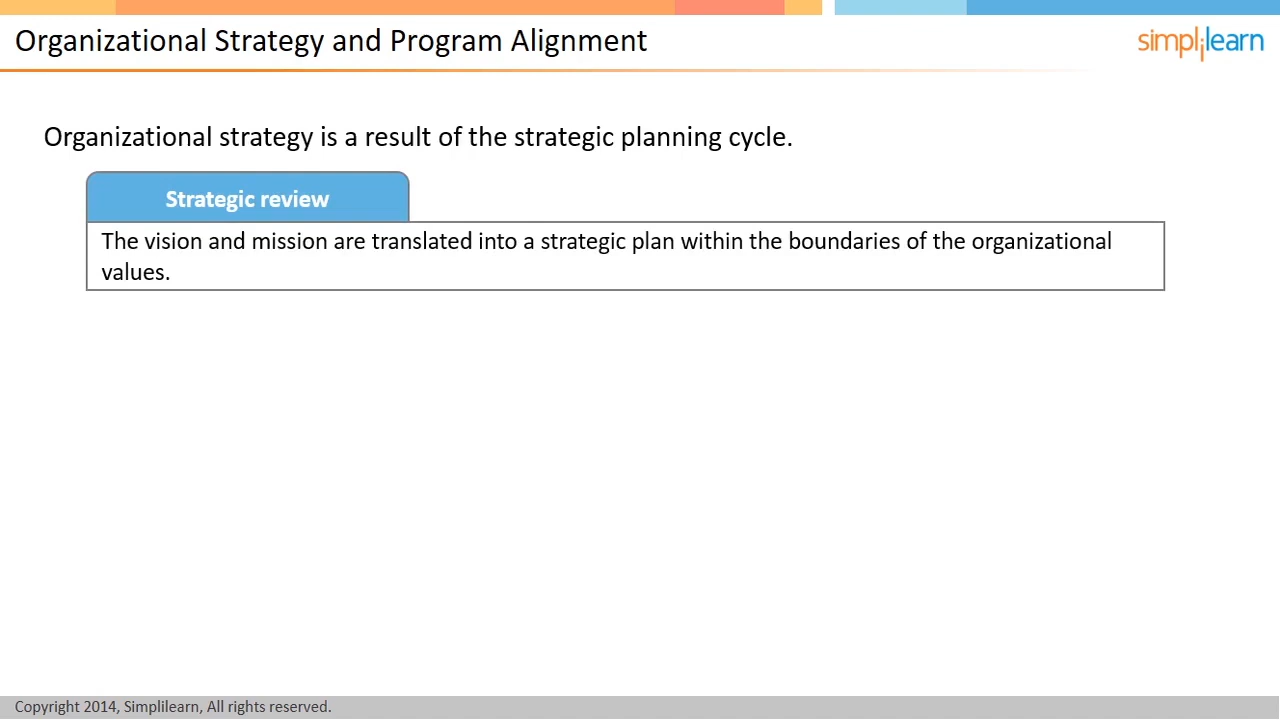 Organizational Strategy and Program Alignment
simplilearn
Organizational strategy is a result of the strategic planning cycle.
Strategic review
The vision and mission are translated into a strategic plan within the boundaries of the organizational
values.
Copyright 2014, Simplilearn, All rights reserved.